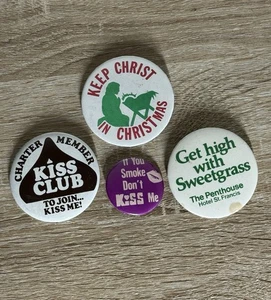 KEEP CHRIST
IN CHRISTMAS
CHARTER MEMBER
KISS
CLUB
TO JOIN...
KISS ME!
If You
Smoke
Don't
KISS Me
Get high
with
Sweetgrass
The Penthouse
Hotel St. Francis